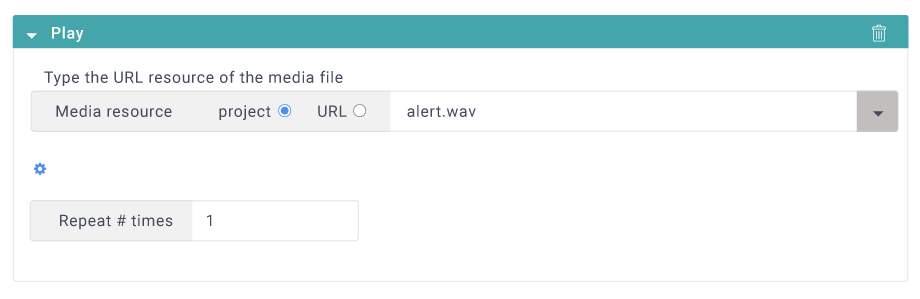 Play
Type the URL resource of the media file
Media resource project URL alert.wav
Repeat # times 1